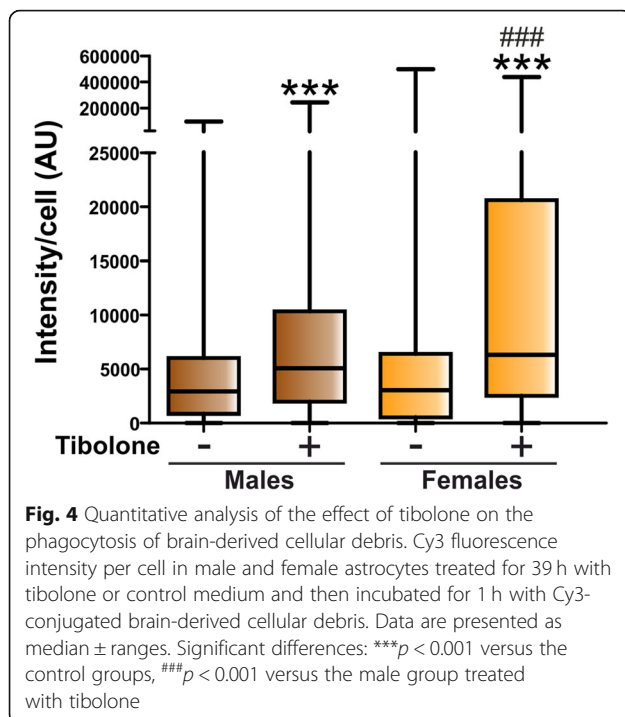 600000
###
400000
***
***
200000
25000
20000
15000
10000
5000
0
Intensity/cell (AU)
Tibolone - + - +
Males Females
Fig. 4 Quantitative analysis of the effect of tibolone on the
phagocytosis of brain-derived cellular debris. Cy3 fluorescence
intensity per cell in male and female astrocytes treated for 39 h with
tibolone or control medium and then incubated for 1 h with Cy3-
conjugated brain-derived cellular debris. Data are presented as
median ± ranges. Significant differences: ***p < 0.001 versus the
control groups, ###p < 0.001 versus the male group treated
with tibolone